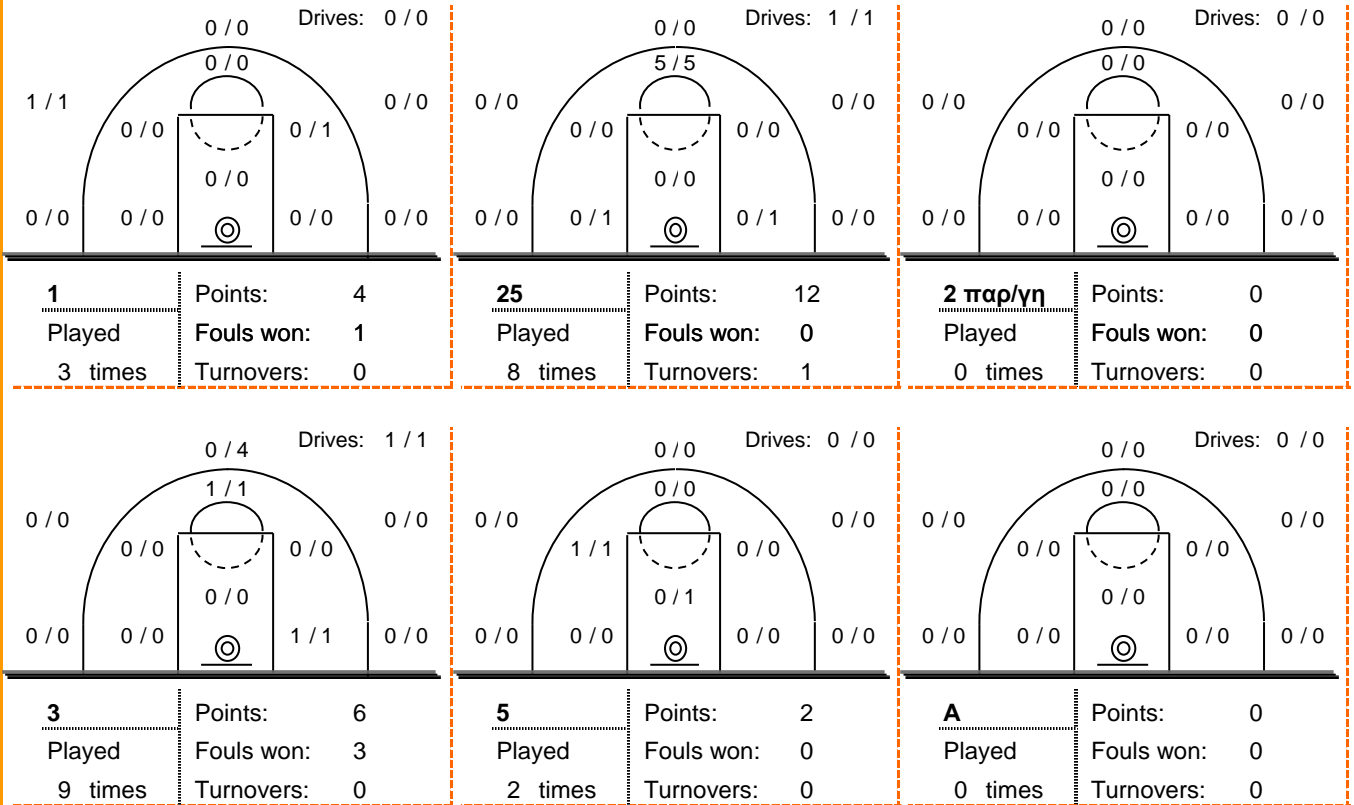 Drives: 0 / 0
0 / 0
0 / 0
1 / 1
0 / 0
0 / 0
0 / 1
0 / 0
0 / 0
0 / 0
0 / 0
0 / 0
1
Points: 4
Played
Fouls won: 1
3 times
Turnovers: 0
Drives: 1 / 1
0 / 0
5 / 5
0 / 0
0 / 0
0 / 0
0 / 0
0 / 0
0 / 0
0 / 1
0 / 1
0 / 0
25
Points: 12
Played
Fouls won: 0
8 times
Turnovers: 1
Drives: 0 / 0
0 / 0
0 / 0
0 / 0
0 / 0
0 / 0
0 / 0
0 / 0
0 / 0
0 / 0
0 / 0
0 / 0
2 παρ/γη
Points: 0
Played
Fouls won: 0
0 times
Turnovers: 0
Drives: 1 / 1
0 / 4
1 / 1
0 / 0
0 / 0
0 / 0
0 / 0
0 / 0
0 / 0
0 / 0
1 / 1
0 / 0
3
Points: 6
Played
Fouls won: 3
9 times
Turnovers: 0
Drives: 0 / 0
0 / 0
0 / 0
0 / 0
0 / 0
1 / 1
0 / 0
0 / 1
0 / 0
0 / 0
0 / 0
0 / 0
5
Points: 2
Played
Fouls won: 0
2 times
Turnovers: 0
Drives: 0 / 0
0 / 0
0 / 0
0 / 0
0 / 0
0 / 0
0 / 0
0 / 0
0 / 0
0 / 0
0 / 0
0 / 0
A
Points: 0
Played
Fouls won: 0
0 times
Turnovers: 0